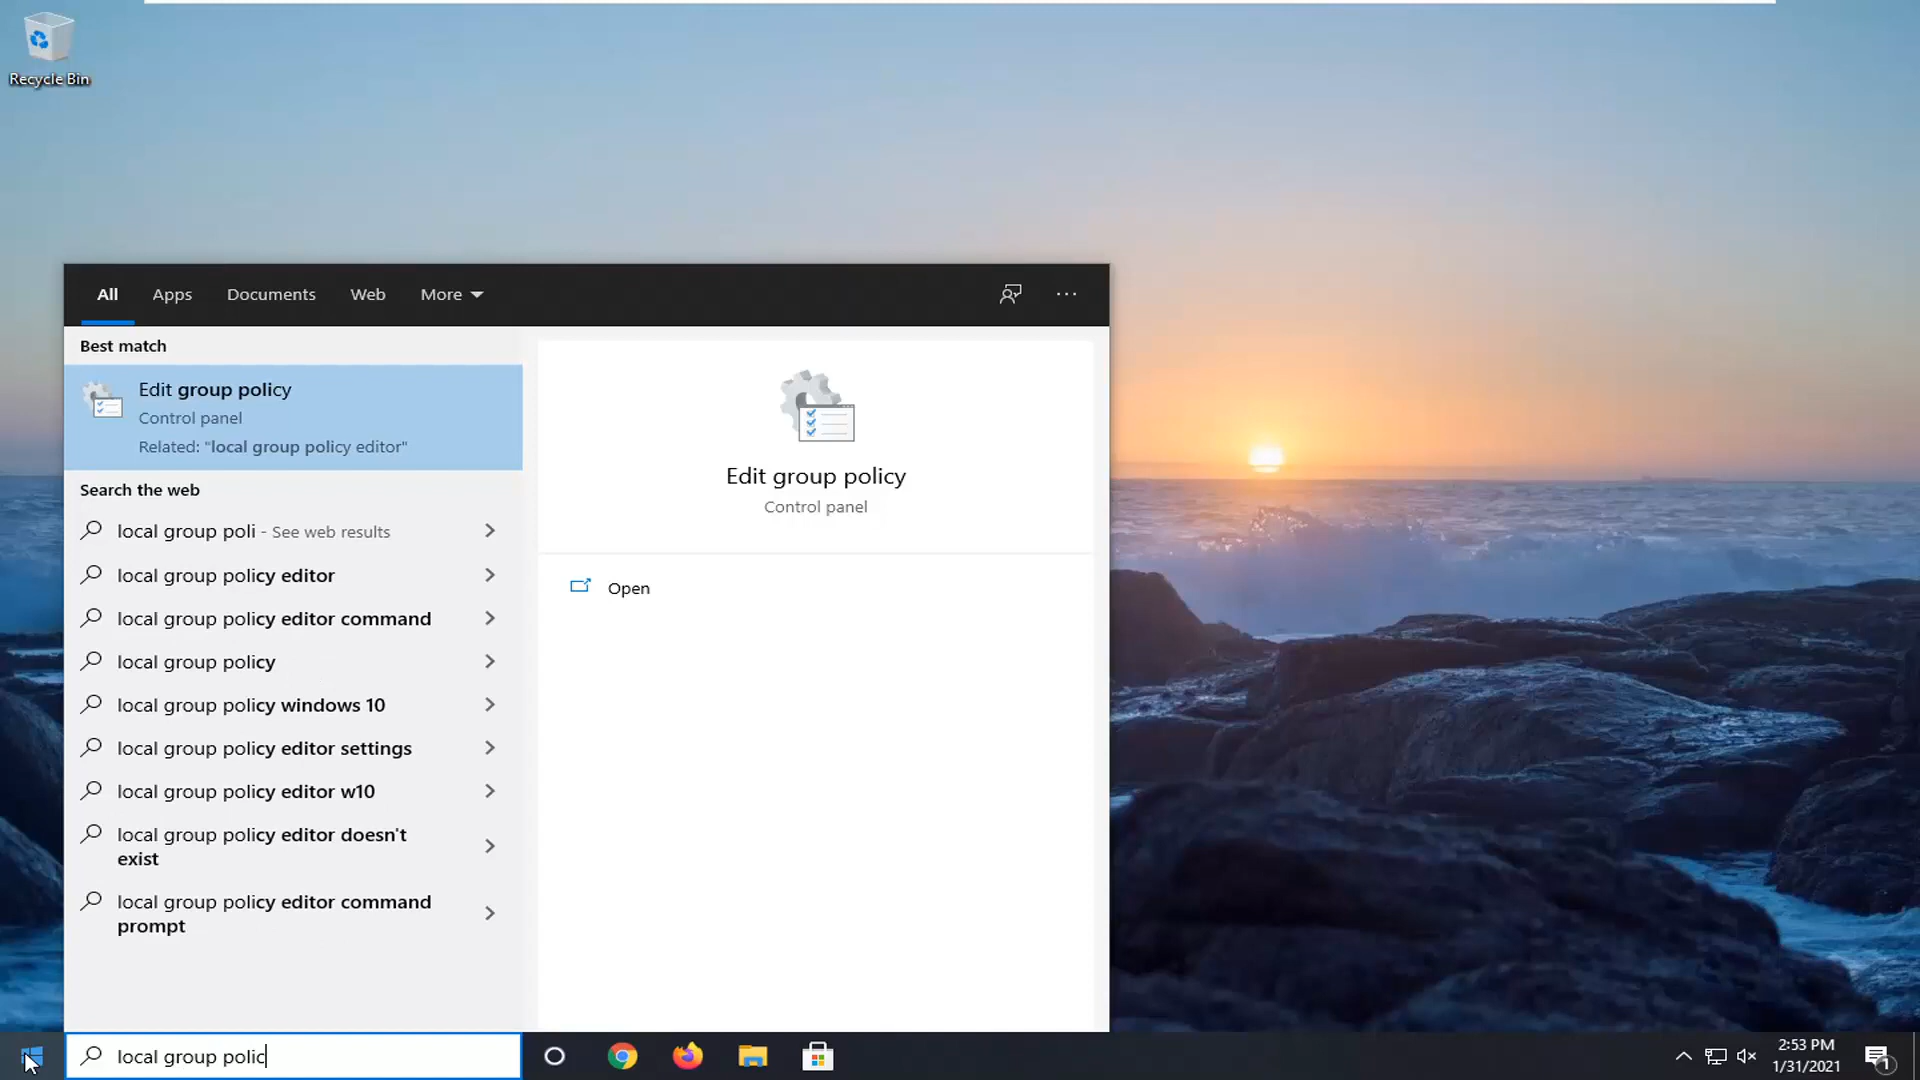 Recycle Bin
All Apps Documents Web More
Best match
Edit group policy
Control panel
Related: "local group policy editor"
Search the web
local group poli - See web results
local group policy editor
local group policy editor command
local group policy
local group policy windows 10
local group policy editor settings
local group policy editor w10
local group policy editor doesn't
exist
local group policy editor command
prompt
Edit group policy
Control panel
Open
local group polic
2:53 PM
1/31/2021
1